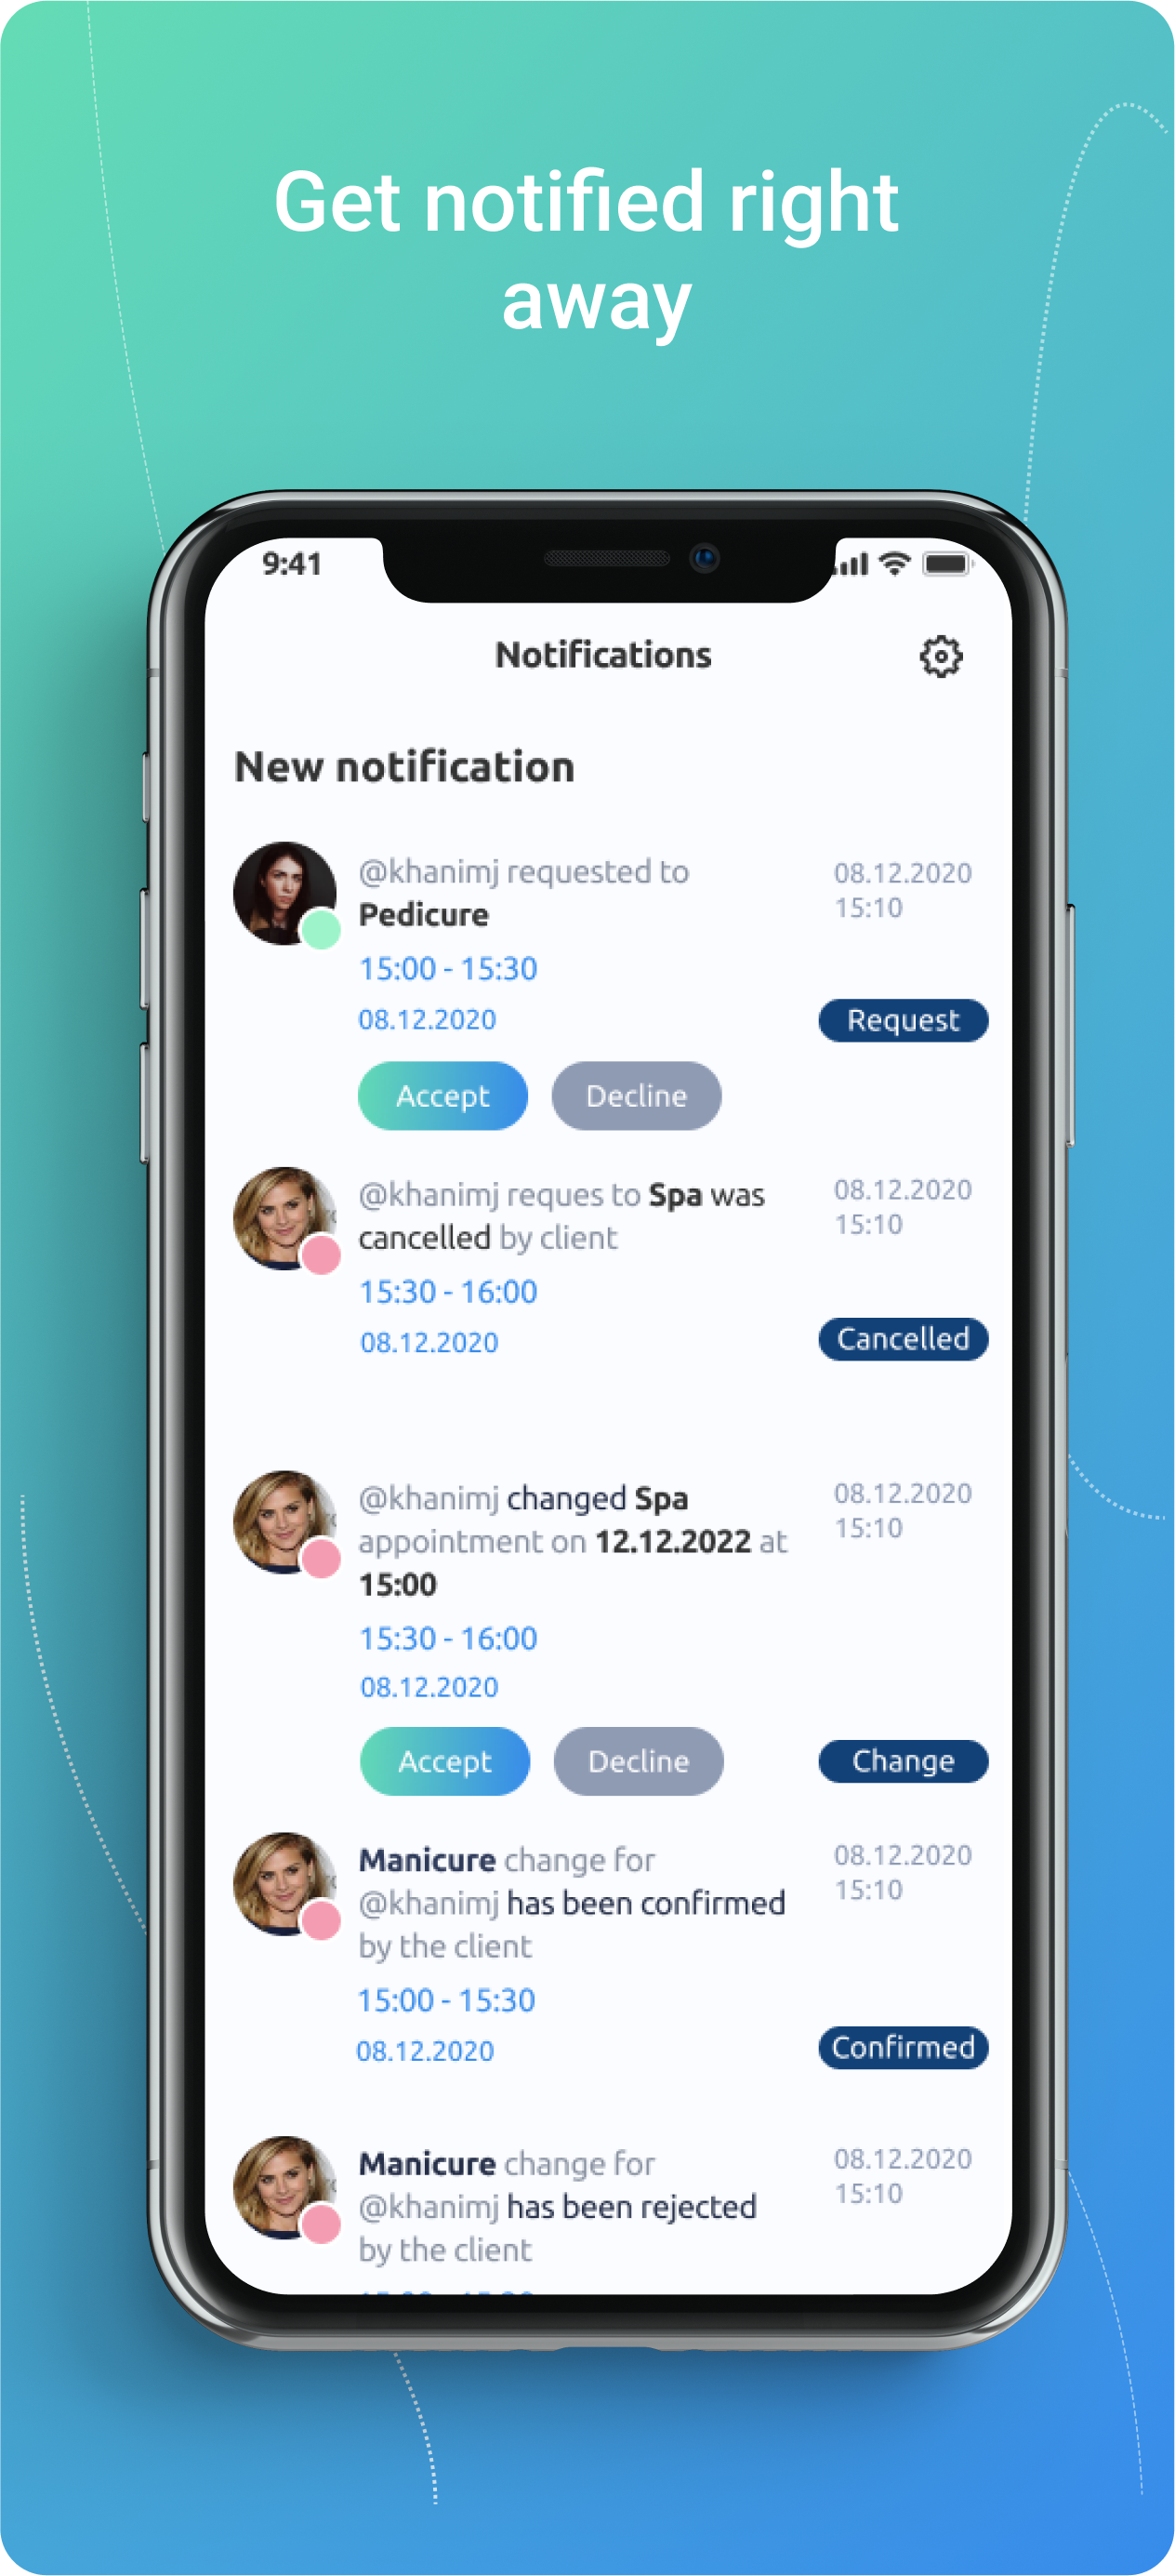 Get notified right
away
9:41
Notifications
New notification
@khanimj requested to
Pedicure
08.12.2020
15:10
15:00 - 15:30
08.12.2020
Request
Accept
Decline
@khanimj reques to Spa was
cancelled by client
08.12.2020
15:10
15:30 - 16:00
08.12.2020
Cancelled
@khanimj changed Spa
appointment on 12.12.2022 at
15:00
08.12.2020
15:10
15:30 - 16:00
08.12.2020
Accept
Decline
Change
Manicure change for
@khanimj has been confirmed
by the client
08.12.2020
15:10
15:00 - 15:30
08.12.2020
Confirmed
Manicure change for
@khanimj has been rejected
by the client
08.12.2020
15:10